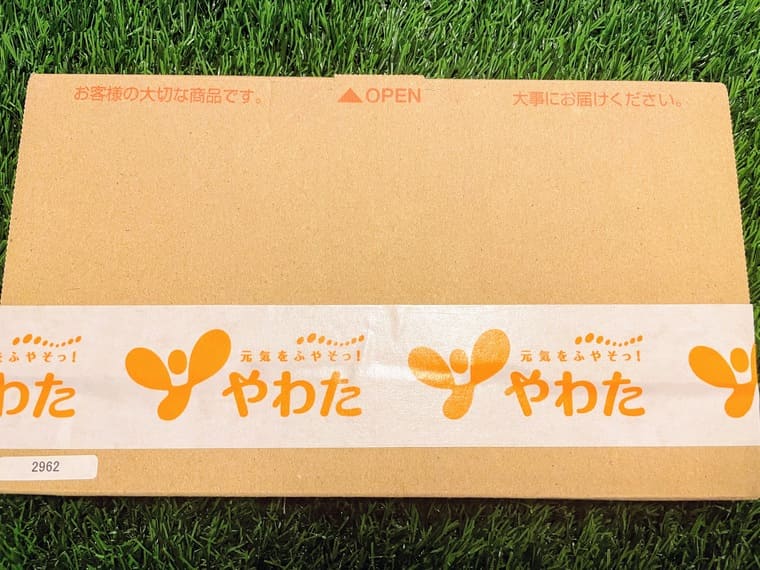 お客様の大切な商品です。
▲OPEN
大事にお届けください。
をふやそっ!
わた
元気をふやそっ!
やわた
元気をふやそっ!
やわた
2962